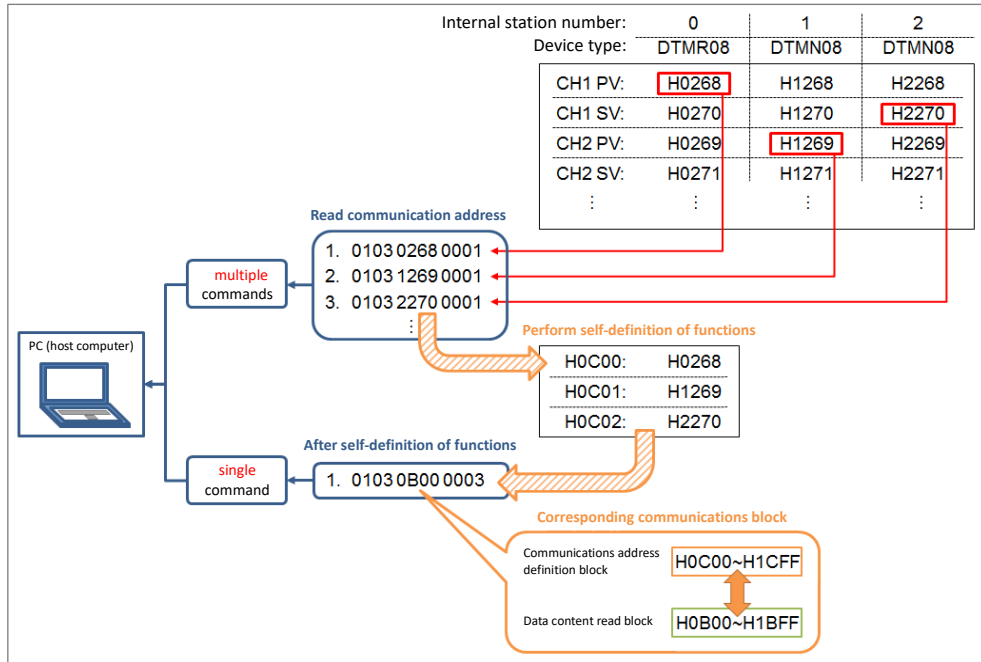 Internal station number: 0 1 2
Device type: DTMR08 DTMN08 DTMN08
CH1 PV: H0268 H1268 H2268
CH1 SV: H0270 H1270 H2270
CH2 PV: H0269 H1269 H2269
CH2 SV: H0271 H1271 H2271
⋮ ⋮ ⋮ ⋮
Read communication address
1. 0103 0268 0001
2. 0103 1269 0001
3. 0103 2270 0001
⋮
multiple
commands
Perform self-definition of functions
PC (host computer)
H0C00: H0268
H0C01: H1269
H0C02: H2270
After self-definition of functions
single
command
1. 0103 0B00 0003
Corresponding communications block
Communications address
definition block
H0C00~H1CFF
Data content read block
H0B00~H1BFF